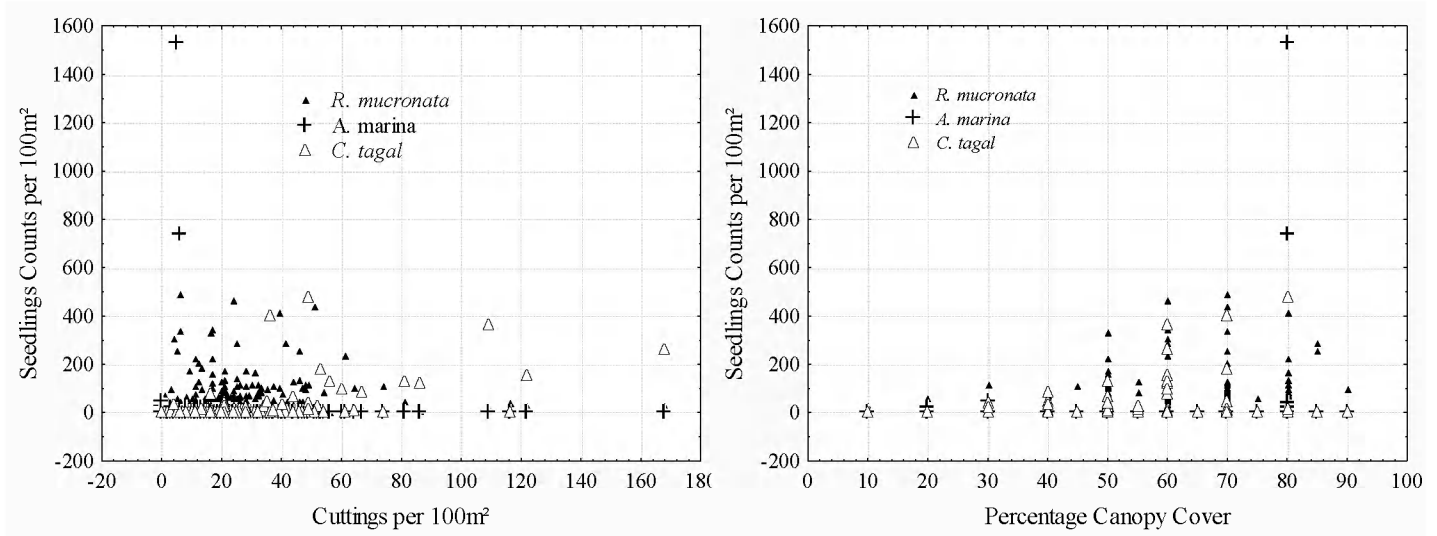 1600
1400
1200
1000
800
600
400
200
0
-200
-20 0 20 40 60 80 100 120 140 160 18
Seedlings Counts per 100m²
Cuttings per 100m²
R. mucronata
A. marina
C. tagal
1600
1400
1200
1000
800
600
400
200
0
-200
0 10 20 30 40 50 60 70 80 90 100
Seedlings Counts per 100m²
Percentage Canopy Cover
R. mucronata
A. marina
C. tagal